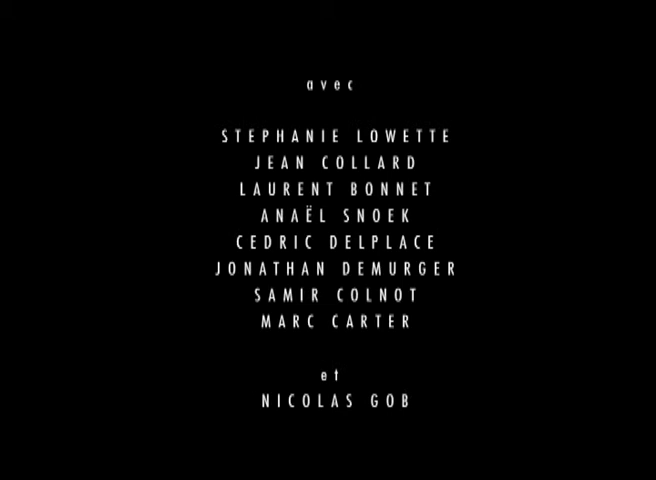 avec
STEPHANIE LOWETTE
JEAN COLLARD
LAURENT BONNET
ANAËL SNOEK
CEDRIC DELPLACE
JONATHAN DEMURGER
SAMIR COLNOT
MARC CARTER
et
NICOLAS GOB